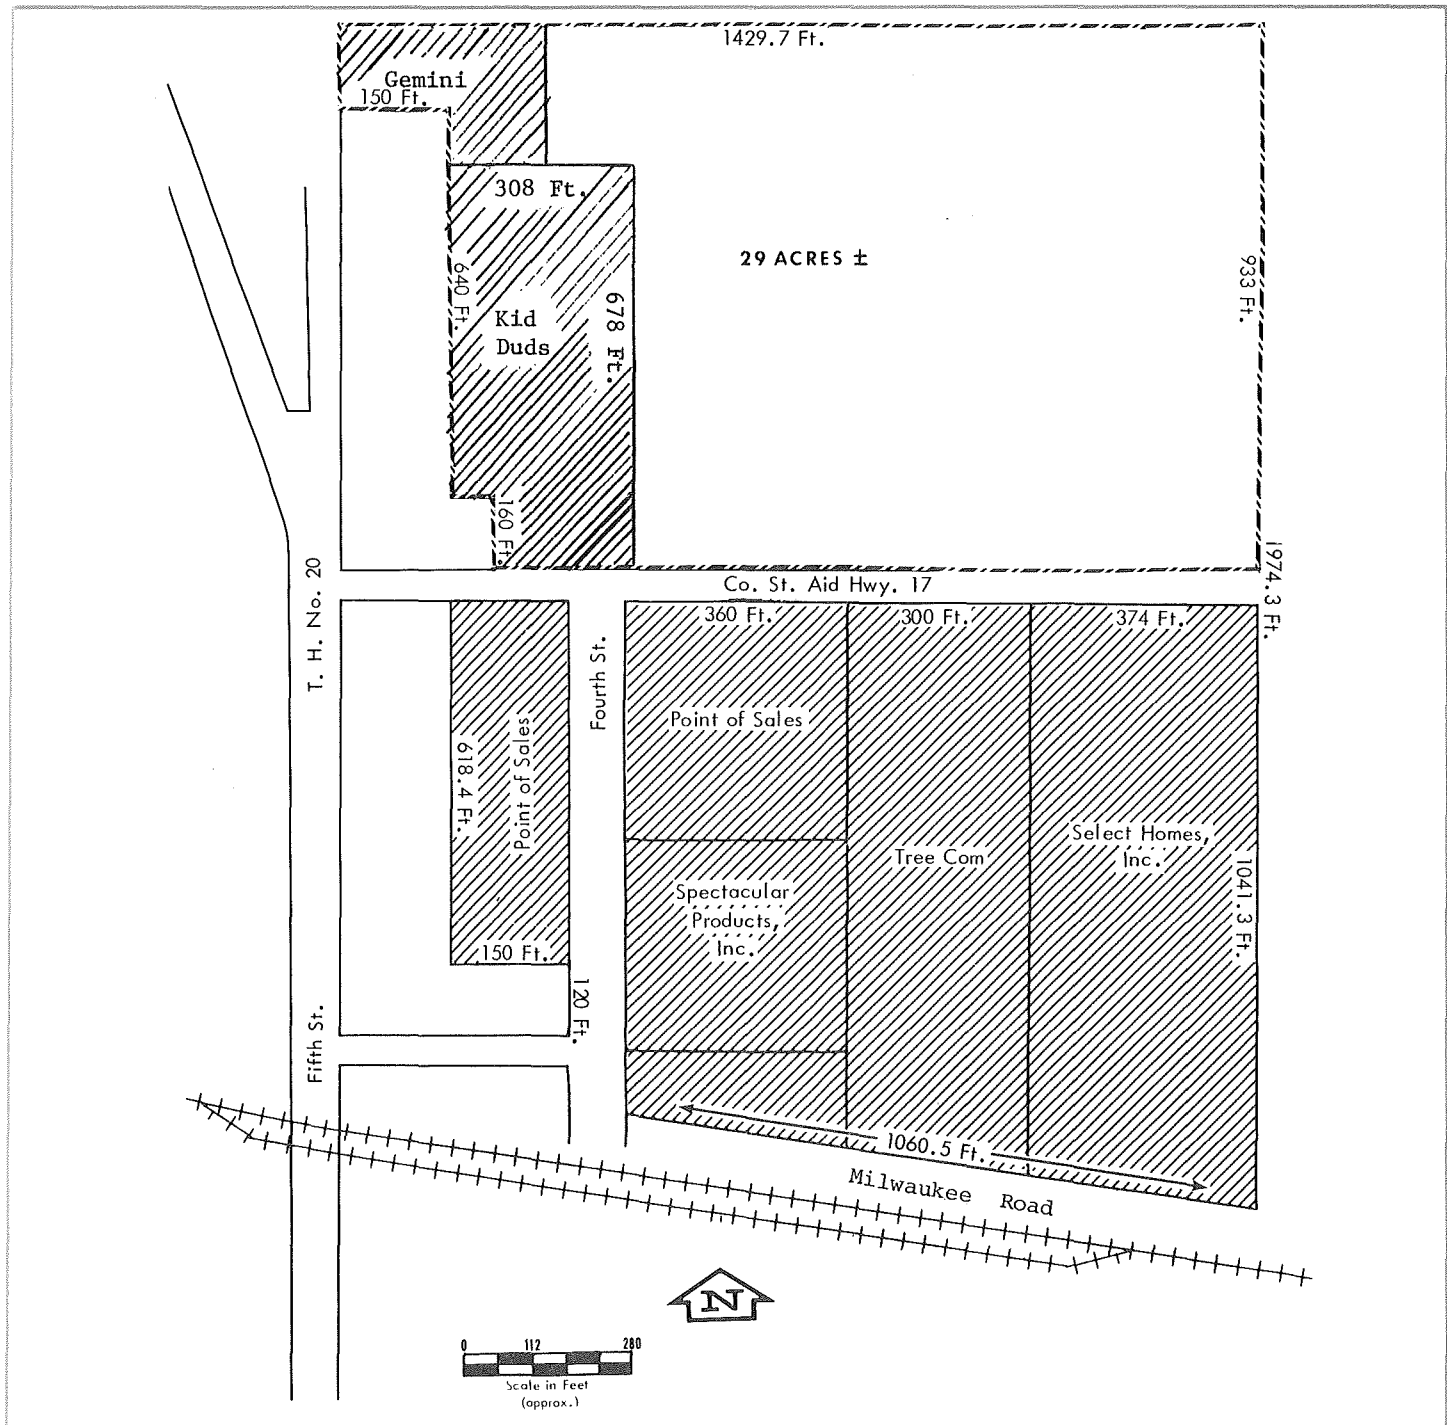 1429.7 Ft.
Gemini
150 Ft.
308 Ft.
29 ACRES ±
933 Ft.
640 Ft.
Kid
Duds
678 Ft.
160 Ft.
T. H. No. 20
Co. St. Aid Hwy. 17
1974.3 Ft.
360 Ft.
300 Ft.
374 Ft.
Fourth St.
Point of Sales
618.4 Ft.
Point of Sales
Select Homes,
Inc.
Tree Com
1041.3 Ft.
Spectacular
Products,
Inc.
150 Ft.
120 Ft.
Fifth St.
1060.5 Ft.
Milwaukee Road
N
0 112 280
Scale in Feet
(approx.)